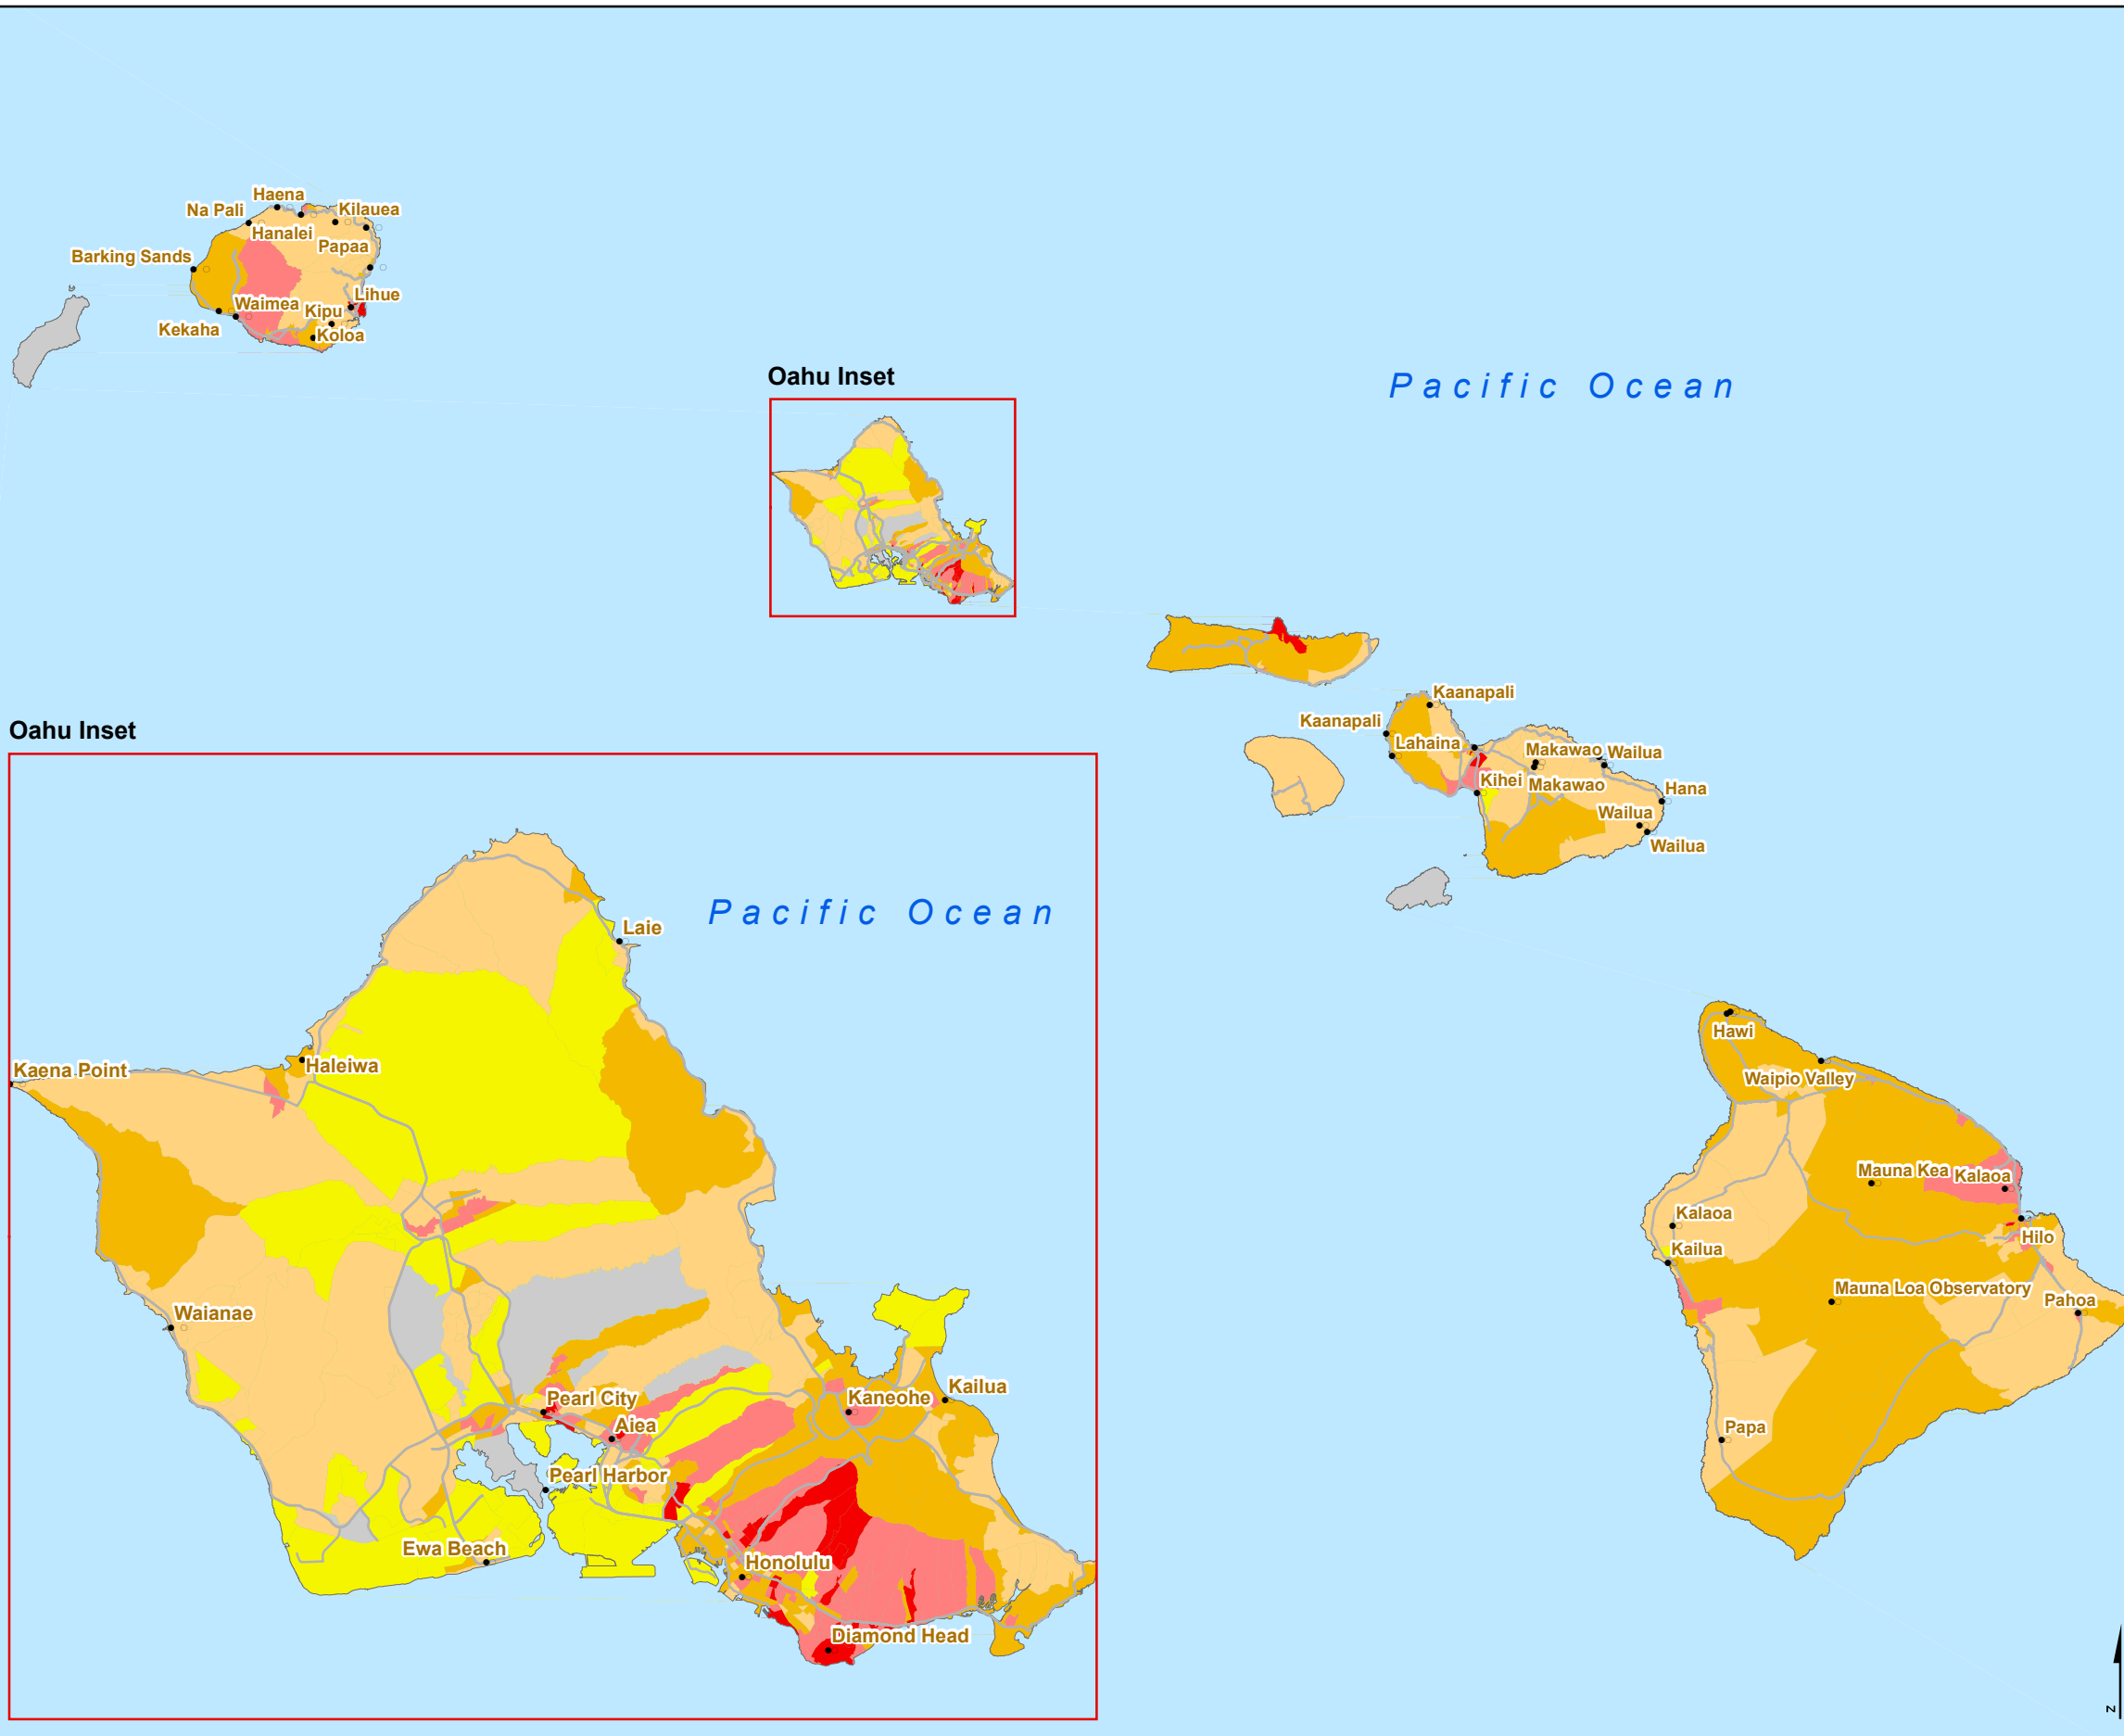 Haena
Na Pali
Kilauea
Hanalei
Papaa
Barking Sands
Lihue
Waimea
Kipu
Kekaha
Koloa
Oahu Inset
Pacific Ocean
Kaanapali
Kaanapali
Lahaina
Makawao
Wailua
Kihei
Makawao
Hana
Wailua
Wailua
Oahu Inset
Pacific Ocean
Laie
Kaena Point
Haleiwa
Waianae
Pearl City
Aiea
Kaneohe
Kailua
Pearl Harbor
Ewa Beach
Honolulu
Diamond Head
Hawi
Waipio Valley
Mauna Kea
Kalaoa
Kalaoa
Hilo
Kailua
Mauna Loa Observatory
Pahoa
Papa
N